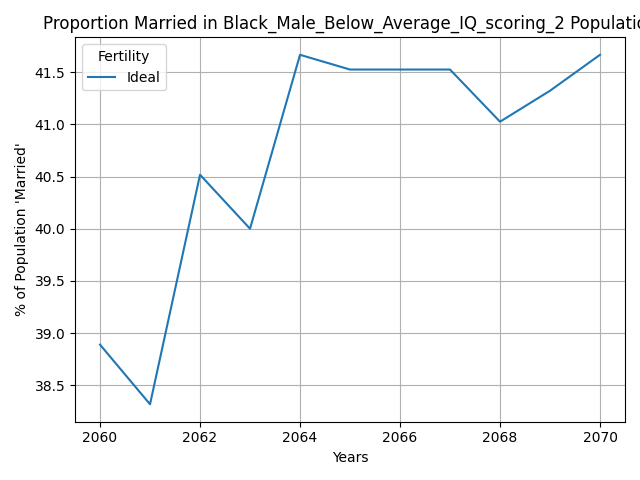 Proportion Married in Black_Male_Below_Average_IQ_scoring_2 Populatio
Fertility
Ideal
41.5
41.0
40.5
40.0
39.5
39.0
38.5
% of Population 'Married'
2060 2062 2064 2066 2068 2070
Years